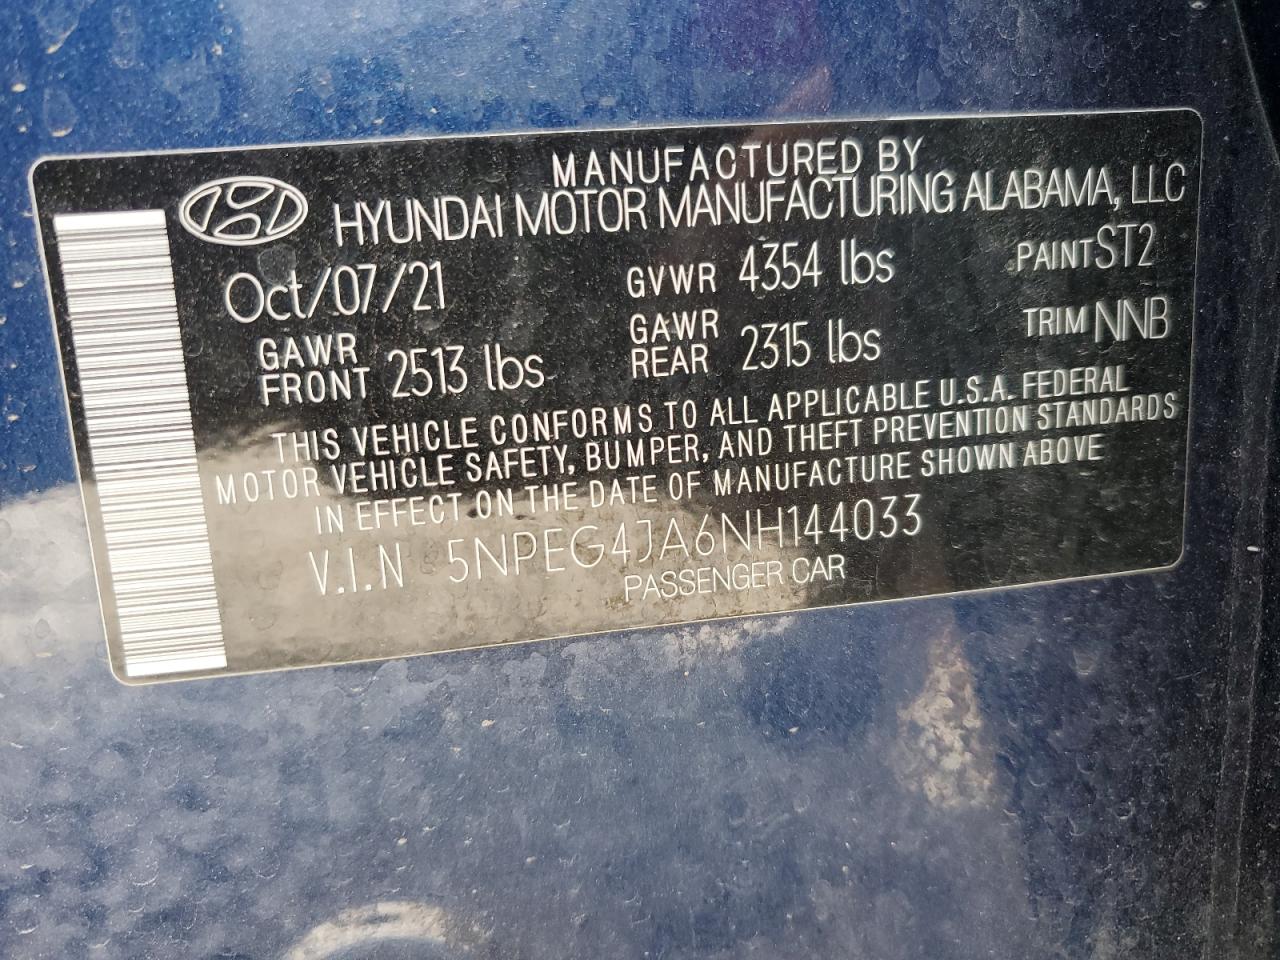 MANUFACTURED BY
HYUNDAI MOTOR MANUFACTURING ALABAMA, LLC
Oct/07/21 GVWR 4354 lbs PAINT ST2
GAWR FRONT 2513 lbs GAWR REAR 2315 lbs TRIM NNB
THIS VEHICLE CONFORMS TO ALL APPLICABLE U.S.A. FEDERAL
MOTOR VEHICLE SAFETY, BUMPER, AND THEFT PREVENTION STANDARDS
IN EFFECT ON THE DATE OF MANUFACTURE SHOWN ABOVE
V.I.N 5NPEG4JA6NH144033
PASSENGER CAR